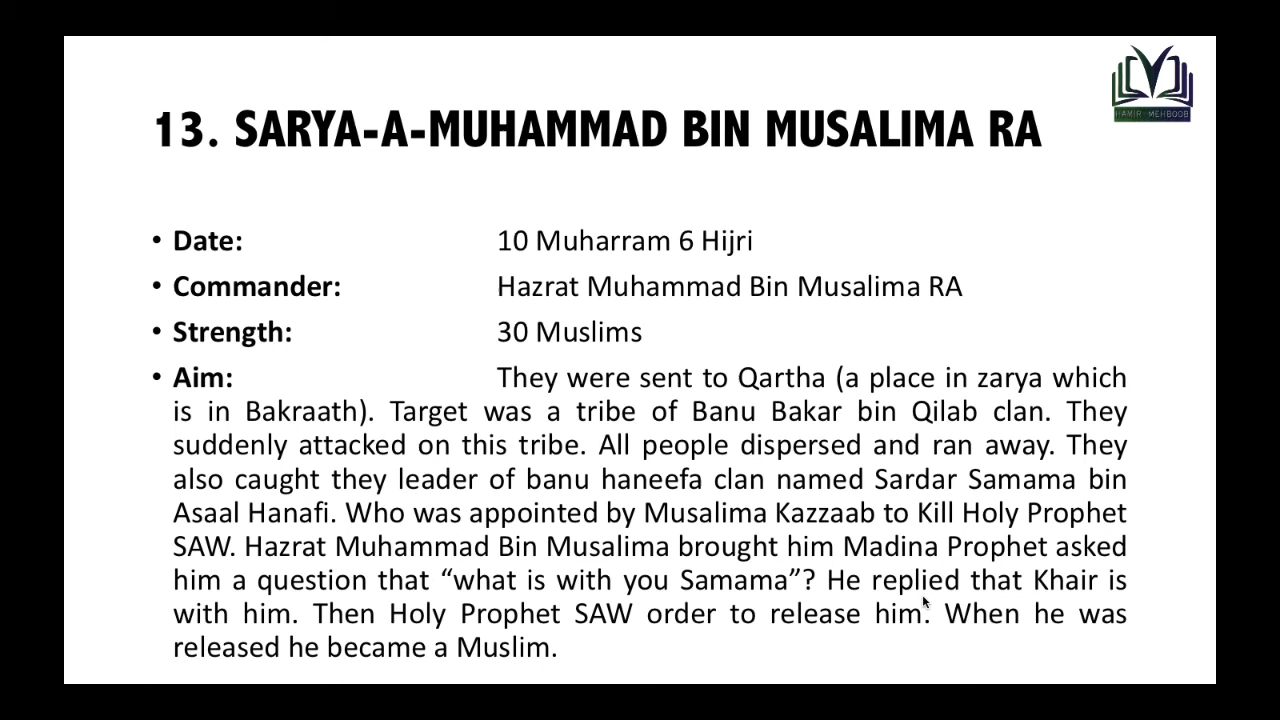 HAMIR MEHBOOB
13. SARYA-A-MUHAMMAD BIN MUSALIMA RA
• Date: 10 Muharram 6 Hijri
• Commander: Hazrat Muhammad Bin Musalima RA
• Strength: 30 Muslims
• Aim: They were sent to Qartha (a place in zarya which
is in Bakraath). Target was a tribe of Banu Bakar bin Qilab clan. They
suddenly attacked on this tribe. All people dispersed and ran away. They
also caught they leader of banu haneefa clan named Sardar Samama bin
Asaal Hanafi. Who was appointed by Musalima Kazzaab to Kill Holy Prophet
SAW. Hazrat Muhammad Bin Musalima brought him Madina Prophet asked
him a question that “what is with you Samama”? He replied that Khair is
with him. Then Holy Prophet SAW order to release him. When he was
released he became a Muslim.